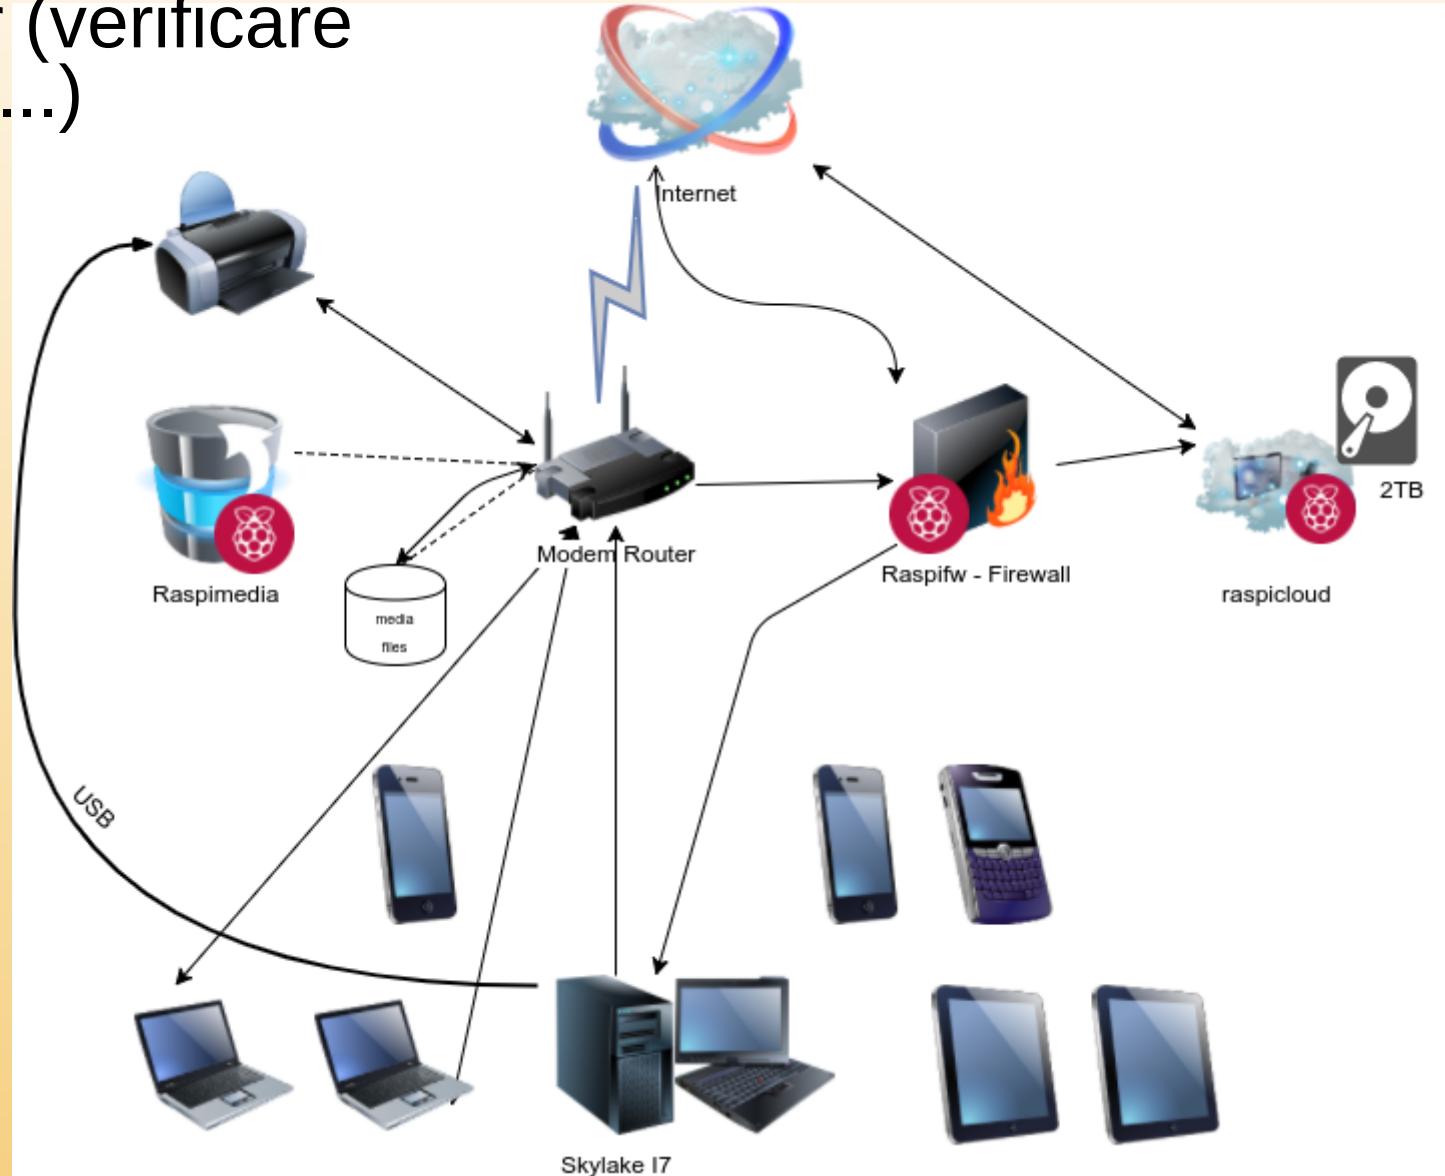 (verificare
...)
Internet
2TB
Modem Router
Raspifw - Firewall
Raspimedia
raspicloud
media
files
USB
Skylake I7